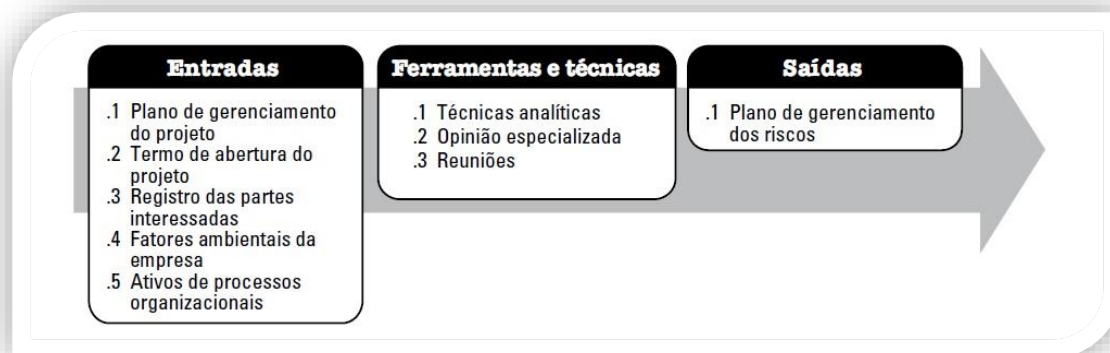 Entradas
.1 Plano de gerenciamento
do projeto
.2 Termo de abertura do
projeto
.3 Registro das partes
interessadas
.4 Fatores ambientais da
empresa
.5 Ativos de processos
organizacionais
Ferramentas e técnicas
.1 Técnicas analíticas
.2 Opinião especializada
.3 Reuniões
Saídas
.1 Plano de gerenciamento
dos riscos